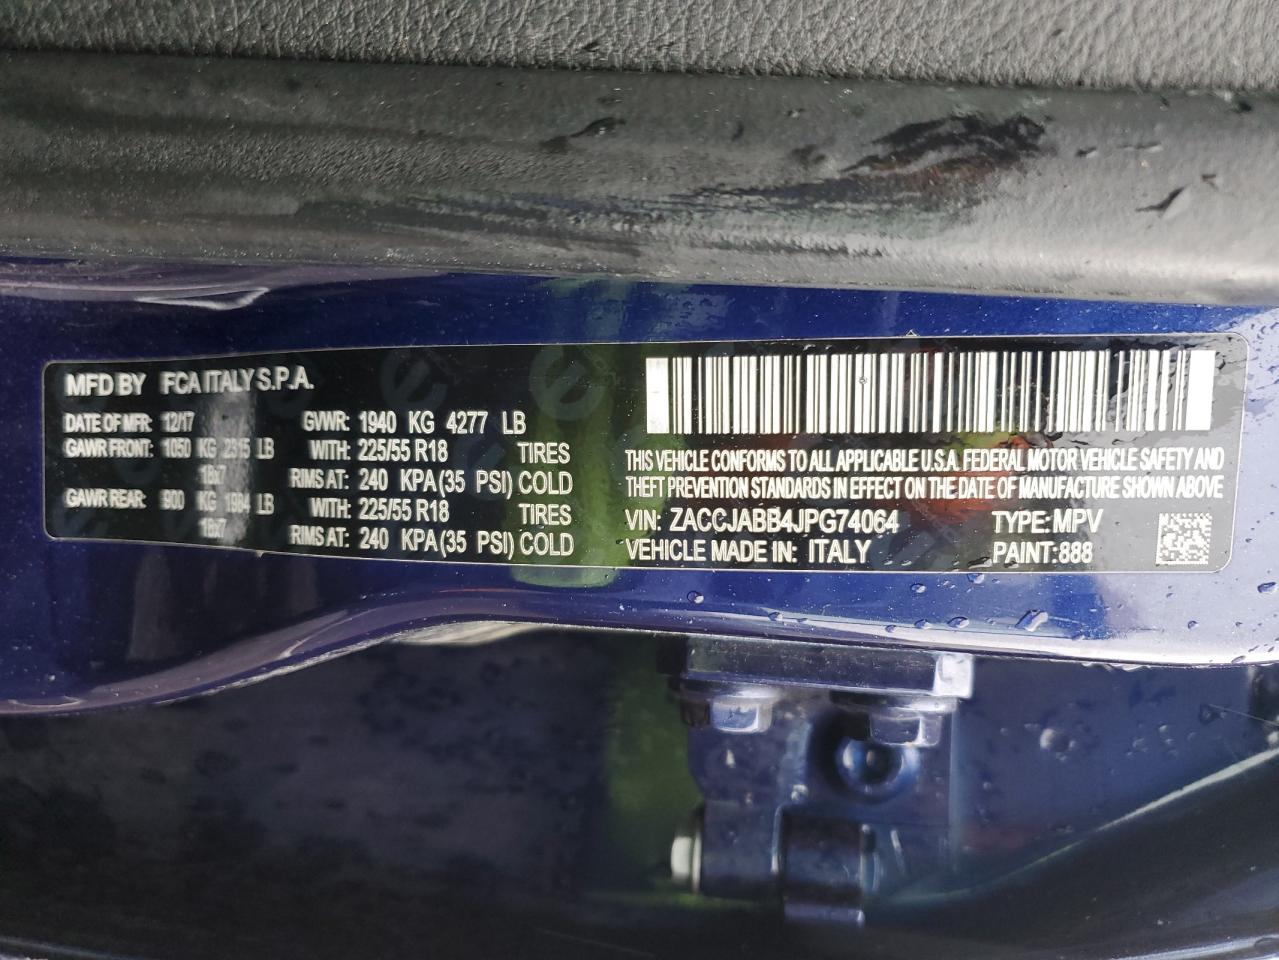 MFD BY FCA ITALY S.P.A.
DATE OF MFR: 12/17 GVWR: 1940 KG 4277 LB
GAWR FRONT: 1050 KG 2315 LB WITH: 225/55 R18 TIRES
18x7 RIMS AT: 240 KPA (35 PSI) COLD
GAWR REAR: 900 KG 1984 LB WITH: 225/55 R18 TIRES
18x7 RIMS AT: 240 KPA (35 PSI) COLD
THIS VEHICLE CONFORMS TO ALL APPLICABLE U.S.A. FEDERAL MOTOR VEHICLE SAFETY AND
THEFT PREVENTION STANDARDS IN EFFECT ON THE DATE OF MANUFACTURE SHOWN ABOVE
VIN: ZACCJABB4JPG74064 TYPE: MPV
VEHICLE MADE IN: ITALY PAINT: 888